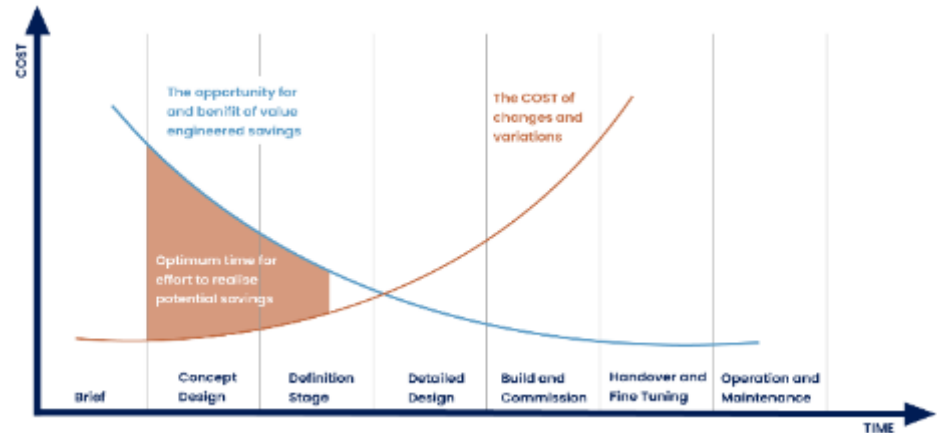 COST
The opportunity for
and benifit of value
engineered savings
The COST of
changes and
variations
Optimum time for
effort to realise
potential savings
Brief
Concept
Design
Definition
Stage
Detailed
Design
Build and
Commission
Handover and
Fine Tuning
Operation and
Maintenance
TIME